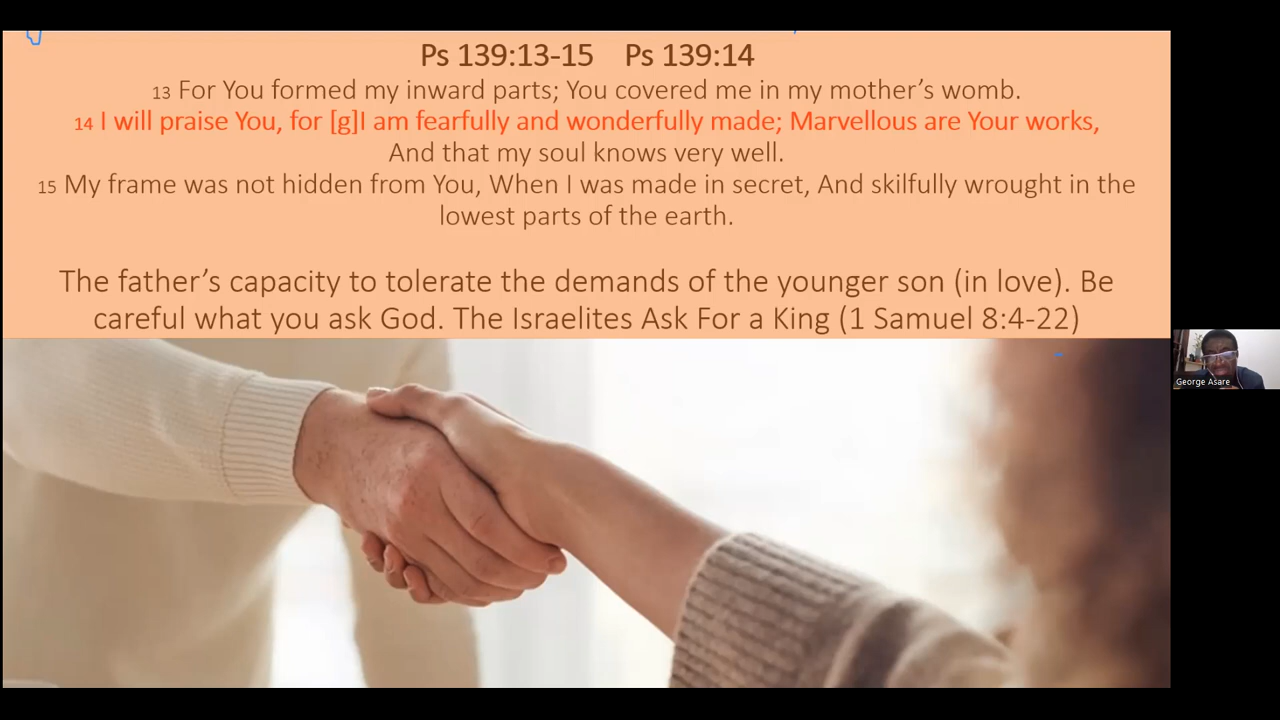 Ps 139:13-15 Ps 139:14
13 For You formed my inward parts; You covered me in my mother’s womb.
14 I will praise You, for [g]I am fearfully and wonderfully made; Marvellous are Your works,
And that my soul knows very well.
15 My frame was not hidden from You, When I was made in secret, And skilfully wrought in the
lowest parts of the earth.
The father’s capacity to tolerate the demands of the younger son (in love). Be
careful what you ask God. The Israelites Ask For a King (1 Samuel 8:4-22)
George Asare